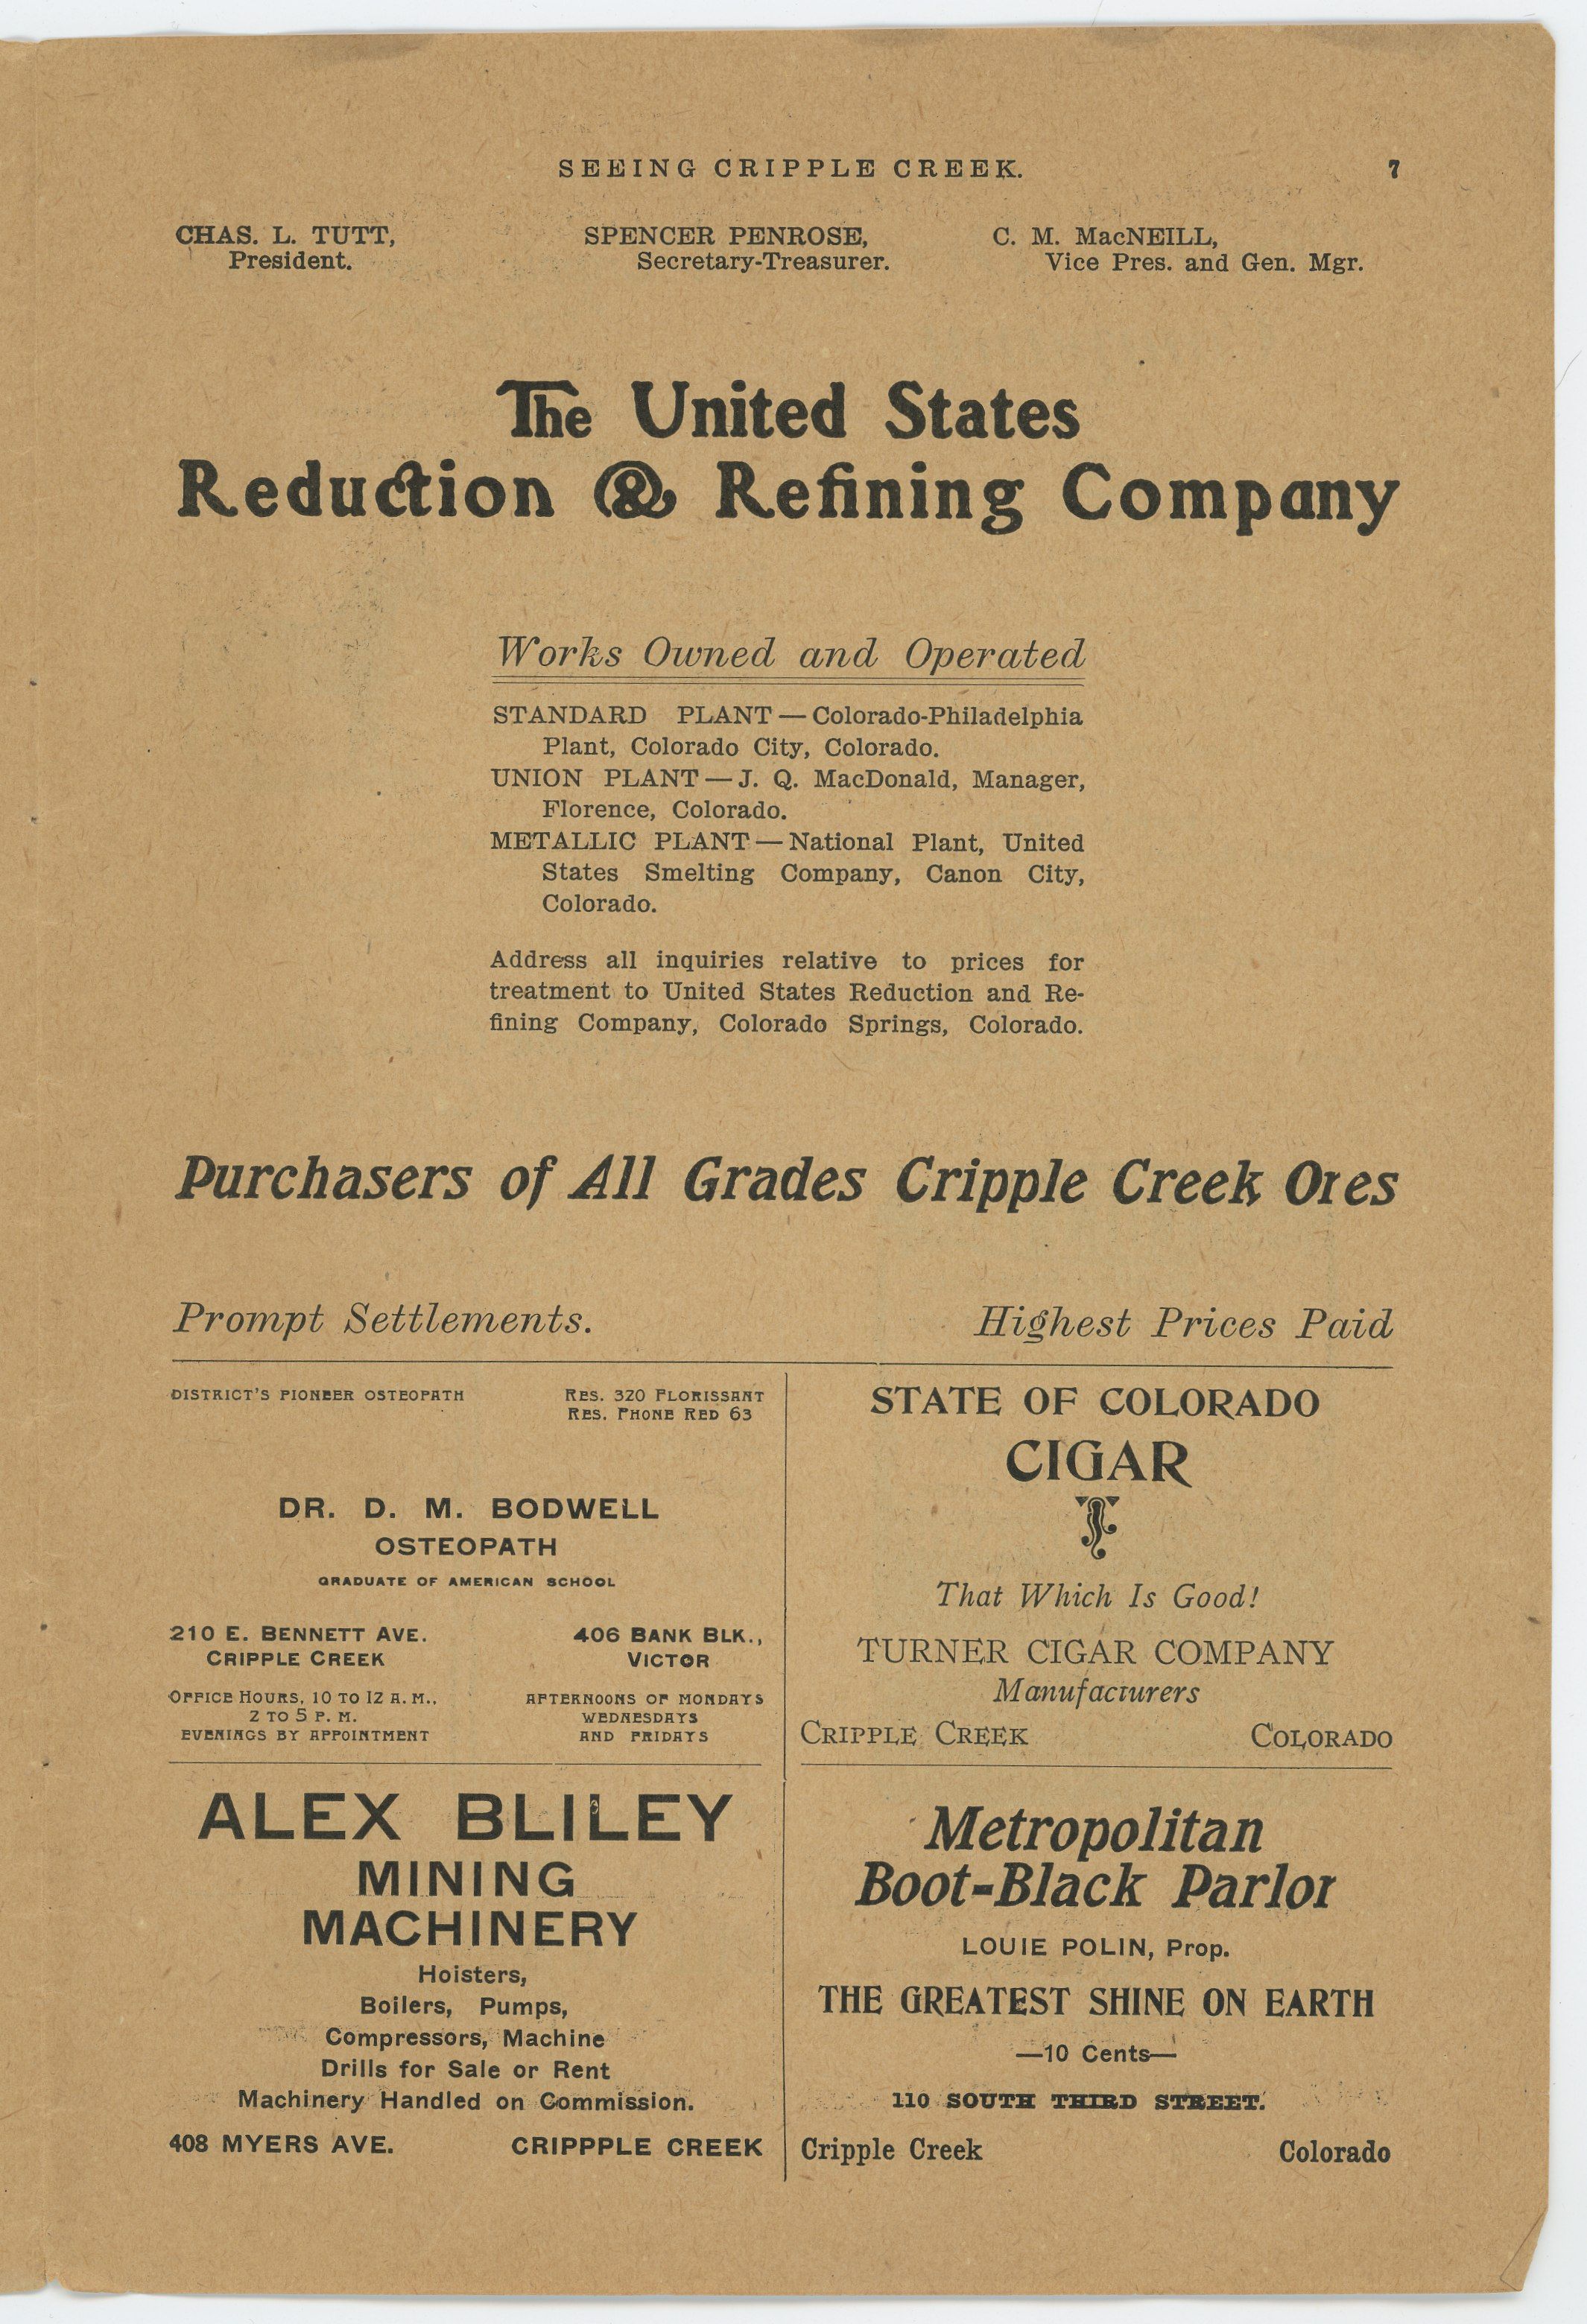 SEEING CRIPPLE CREEK. 7
CHAS. L. TUTT, SPENCER PENROSE, C. M. MacNEILL,
President. Secretary-Treasurer. Vice Pres. and Gen. Mgr.
The United States
Reduction & Refining Company
Works Owned and Operated
STANDARD PLANT — Colorado-Philadelphia
Plant, Colorado City, Colorado.
UNION PLANT — J. Q. MacDonald, Manager,
Florence, Colorado.
METALLIC PLANT — National Plant, United
States Smelting Company, Canon City,
Colorado.
Address all inquiries relative to prices for
treatment to United States Reduction and Re-
fining Company, Colorado Springs, Colorado.
Purchasers of All Grades Cripple Creek Ores
Prompt Settlements. Highest Prices Paid
DISTRICT'S PIONEER OSTEOPATH RES. 320 FLORISSANT
RES. PHONE RED 63
DR. D. M. BODWELL
OSTEOPATH
GRADUATE OF AMERICAN SCHOOL
210 E. BENNETT AVE. 406 BANK BLK.,
CRIPPLE CREEK VICTOR
OFFICE HOURS, 10 TO 12 A. M., AFTERNOONS OF MONDAYS
2 TO 5 P. M. WEDNESDAYS
EVENINGS BY APPOINTMENT AND FRIDAYS
STATE OF COLORADO
CIGAR
That Which Is Good!
TURNER CIGAR COMPANY
Manufacturers
CRIPPLE CREEK COLORADO
ALEX BLILEY
MINING
MACHINERY
Hoisters,
Boilers, Pumps,
Compressors, Machine
Drills for Sale or Rent
Machinery Handled on Commission.
408 MYERS AVE. CRIPPPLE CREEK
Metropolitan
Boot-Black Parlor
LOUIE POLIN, Prop.
THE GREATEST SHINE ON EARTH
—10 Cents—
110 SOUTH THIRD STREET.
Cripple Creek Colorado